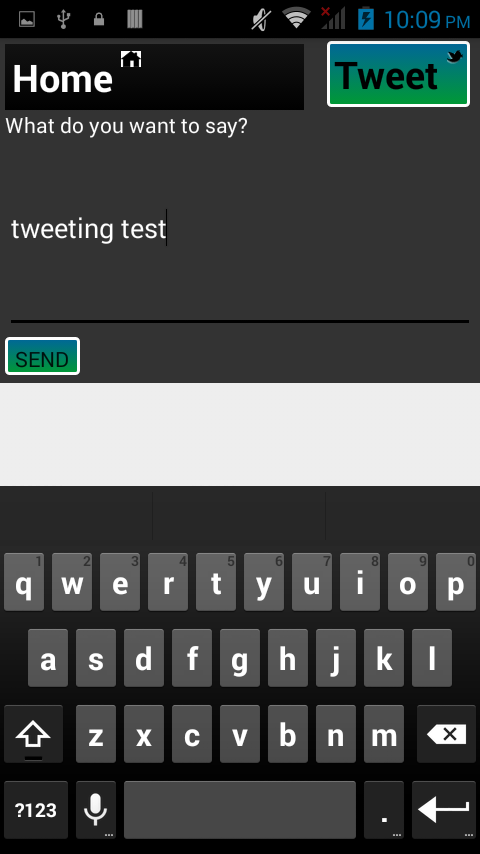 10:09 PM
Home
Tweet
What do you want to say?
tweeting test
SEND
1 2 3 4 5 6 7 8 9 0
q w e r t y u i o p
a s d f g h j k l
z x c v b n m
?123 ... . ... ...